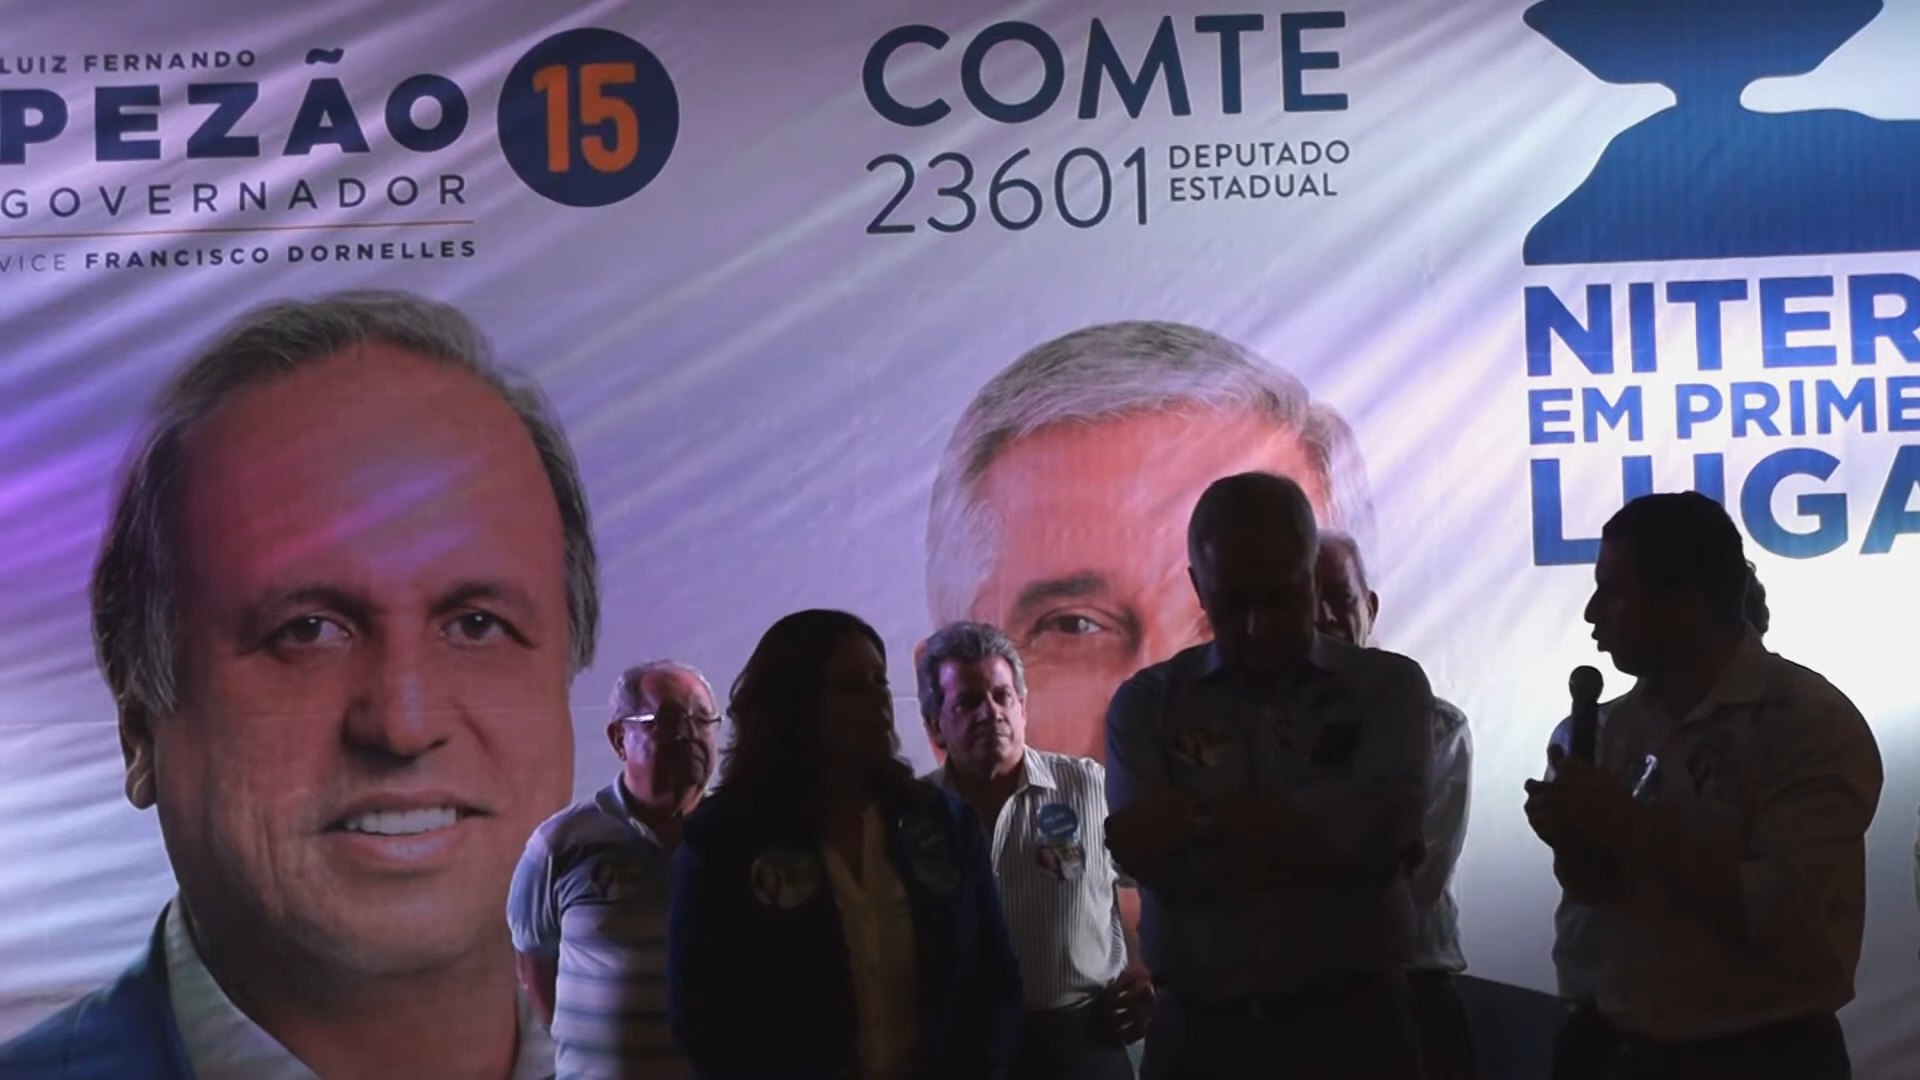 LUIZ FERNANDO
PEZÃO
15
GOVERNADOR
VICE FRANCISCO DORNELLES
COMTE
23601
DEPUTADO
ESTADUAL
NITER
EM PRIME
LUGA